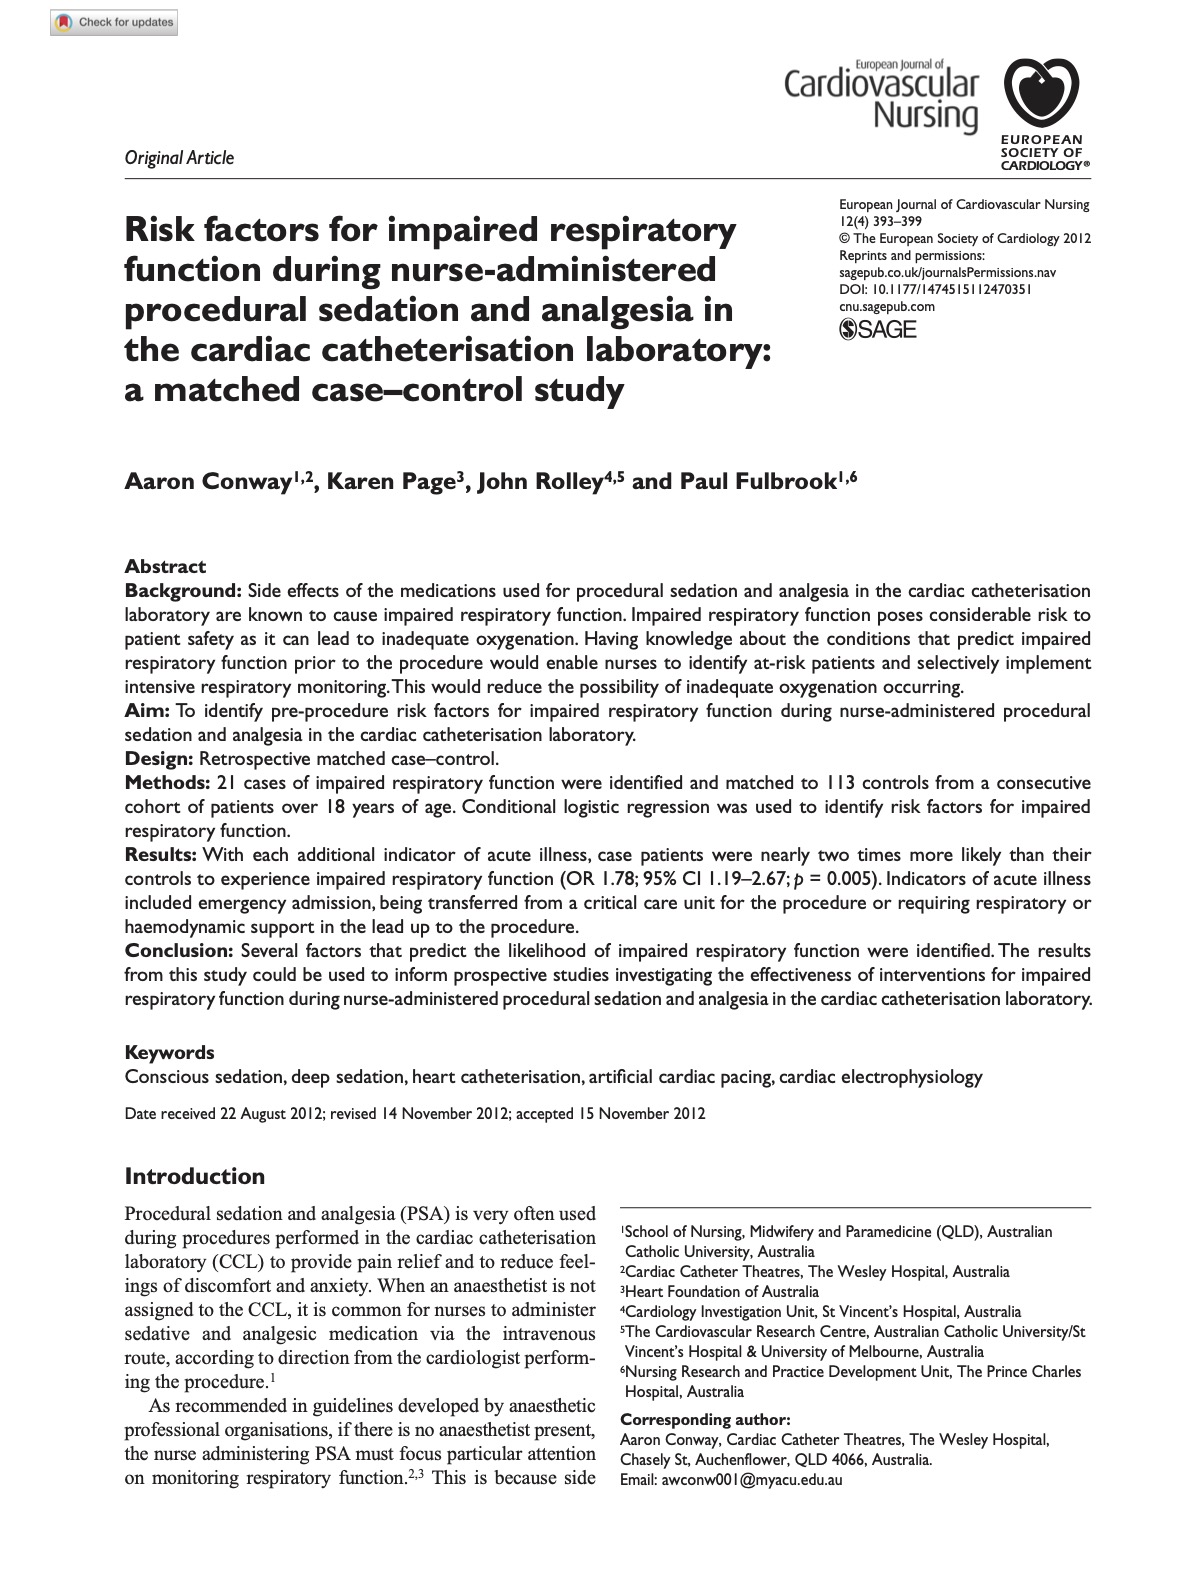 Check for updates
European Journal of
Cardiovascular
Nursing
EUROPEAN
SOCIETY OF
CARDIOLOGY®
Original Article
Risk factors for impaired respiratory
function during nurse-administered
procedural sedation and analgesia in
the cardiac catheterisation laboratory:
a matched case–control study
European Journal of Cardiovascular Nursing
12(4) 393–399
© The European Society of Cardiology 2012
Reprints and permissions:
sagepub.co.uk/journalsPermissions.nav
DOI: 10.1177/1474515112470351
cnu.sagepub.com
SAGE
Aaron Conway1,2, Karen Page3, John Rolley4,5 and Paul Fulbrook1,6
Abstract
Background: Side effects of the medications used for procedural sedation and analgesia in the cardiac catheterisation
laboratory are known to cause impaired respiratory function. Impaired respiratory function poses considerable risk to
patient safety as it can lead to inadequate oxygenation. Having knowledge about the conditions that predict impaired
respiratory function prior to the procedure would enable nurses to identify at-risk patients and selectively implement
intensive respiratory monitoring. This would reduce the possibility of inadequate oxygenation occurring.
Aim: To identify pre-procedure risk factors for impaired respiratory function during nurse-administered procedural
sedation and analgesia in the cardiac catheterisation laboratory.
Design: Retrospective matched case–control.
Methods: 21 cases of impaired respiratory function were identified and matched to 113 controls from a consecutive
cohort of patients over 18 years of age. Conditional logistic regression was used to identify risk factors for impaired
respiratory function.
Results: With each additional indicator of acute illness, case patients were nearly two times more likely than their
controls to experience impaired respiratory function (OR 1.78; 95% CI 1.19–2.67; p = 0.005). Indicators of acute illness
included emergency admission, being transferred from a critical care unit for the procedure or requiring respiratory or
haemodynamic support in the lead up to the procedure.
Conclusion: Several factors that predict the likelihood of impaired respiratory function were identified. The results
from this study could be used to inform prospective studies investigating the effectiveness of interventions for impaired
respiratory function during nurse-administered procedural sedation and analgesia in the cardiac catheterisation laboratory.
Keywords
Conscious sedation, deep sedation, heart catheterisation, artificial cardiac pacing, cardiac electrophysiology
Date received 22 August 2012; revised 14 November 2012; accepted 15 November 2012
Introduction
Procedural sedation and analgesia (PSA) is very often used
during procedures performed in the cardiac catheterisation
laboratory (CCL) to provide pain relief and to reduce feel-
ings of discomfort and anxiety. When an anaesthetist is not
assigned to the CCL, it is common for nurses to administer
sedative and analgesic medication via the intravenous
route, according to direction from the cardiologist perform-
ing the procedure.1
As recommended in guidelines developed by anaesthetic
professional organisations, if there is no anaesthetist present,
the nurse administering PSA must focus particular attention
on monitoring respiratory function.2,3 This is because side
1School of Nursing, Midwifery and Paramedicine (QLD), Australian
Catholic University, Australia
2Cardiac Catheter Theatres, The Wesley Hospital, Australia
3Heart Foundation of Australia
4Cardiology Investigation Unit, St Vincent's Hospital, Australia
5The Cardiovascular Research Centre, Australian Catholic University/St
Vincent's Hospital & University of Melbourne, Australia
6Nursing Research and Practice Development Unit, The Prince Charles
Hospital, Australia
Corresponding author:
Aaron Conway, Cardiac Catheter Theatres, The Wesley Hospital,
Chasely St, Auchenflower, QLD 4066, Australia.
Email: awconw001@myacu.edu.au